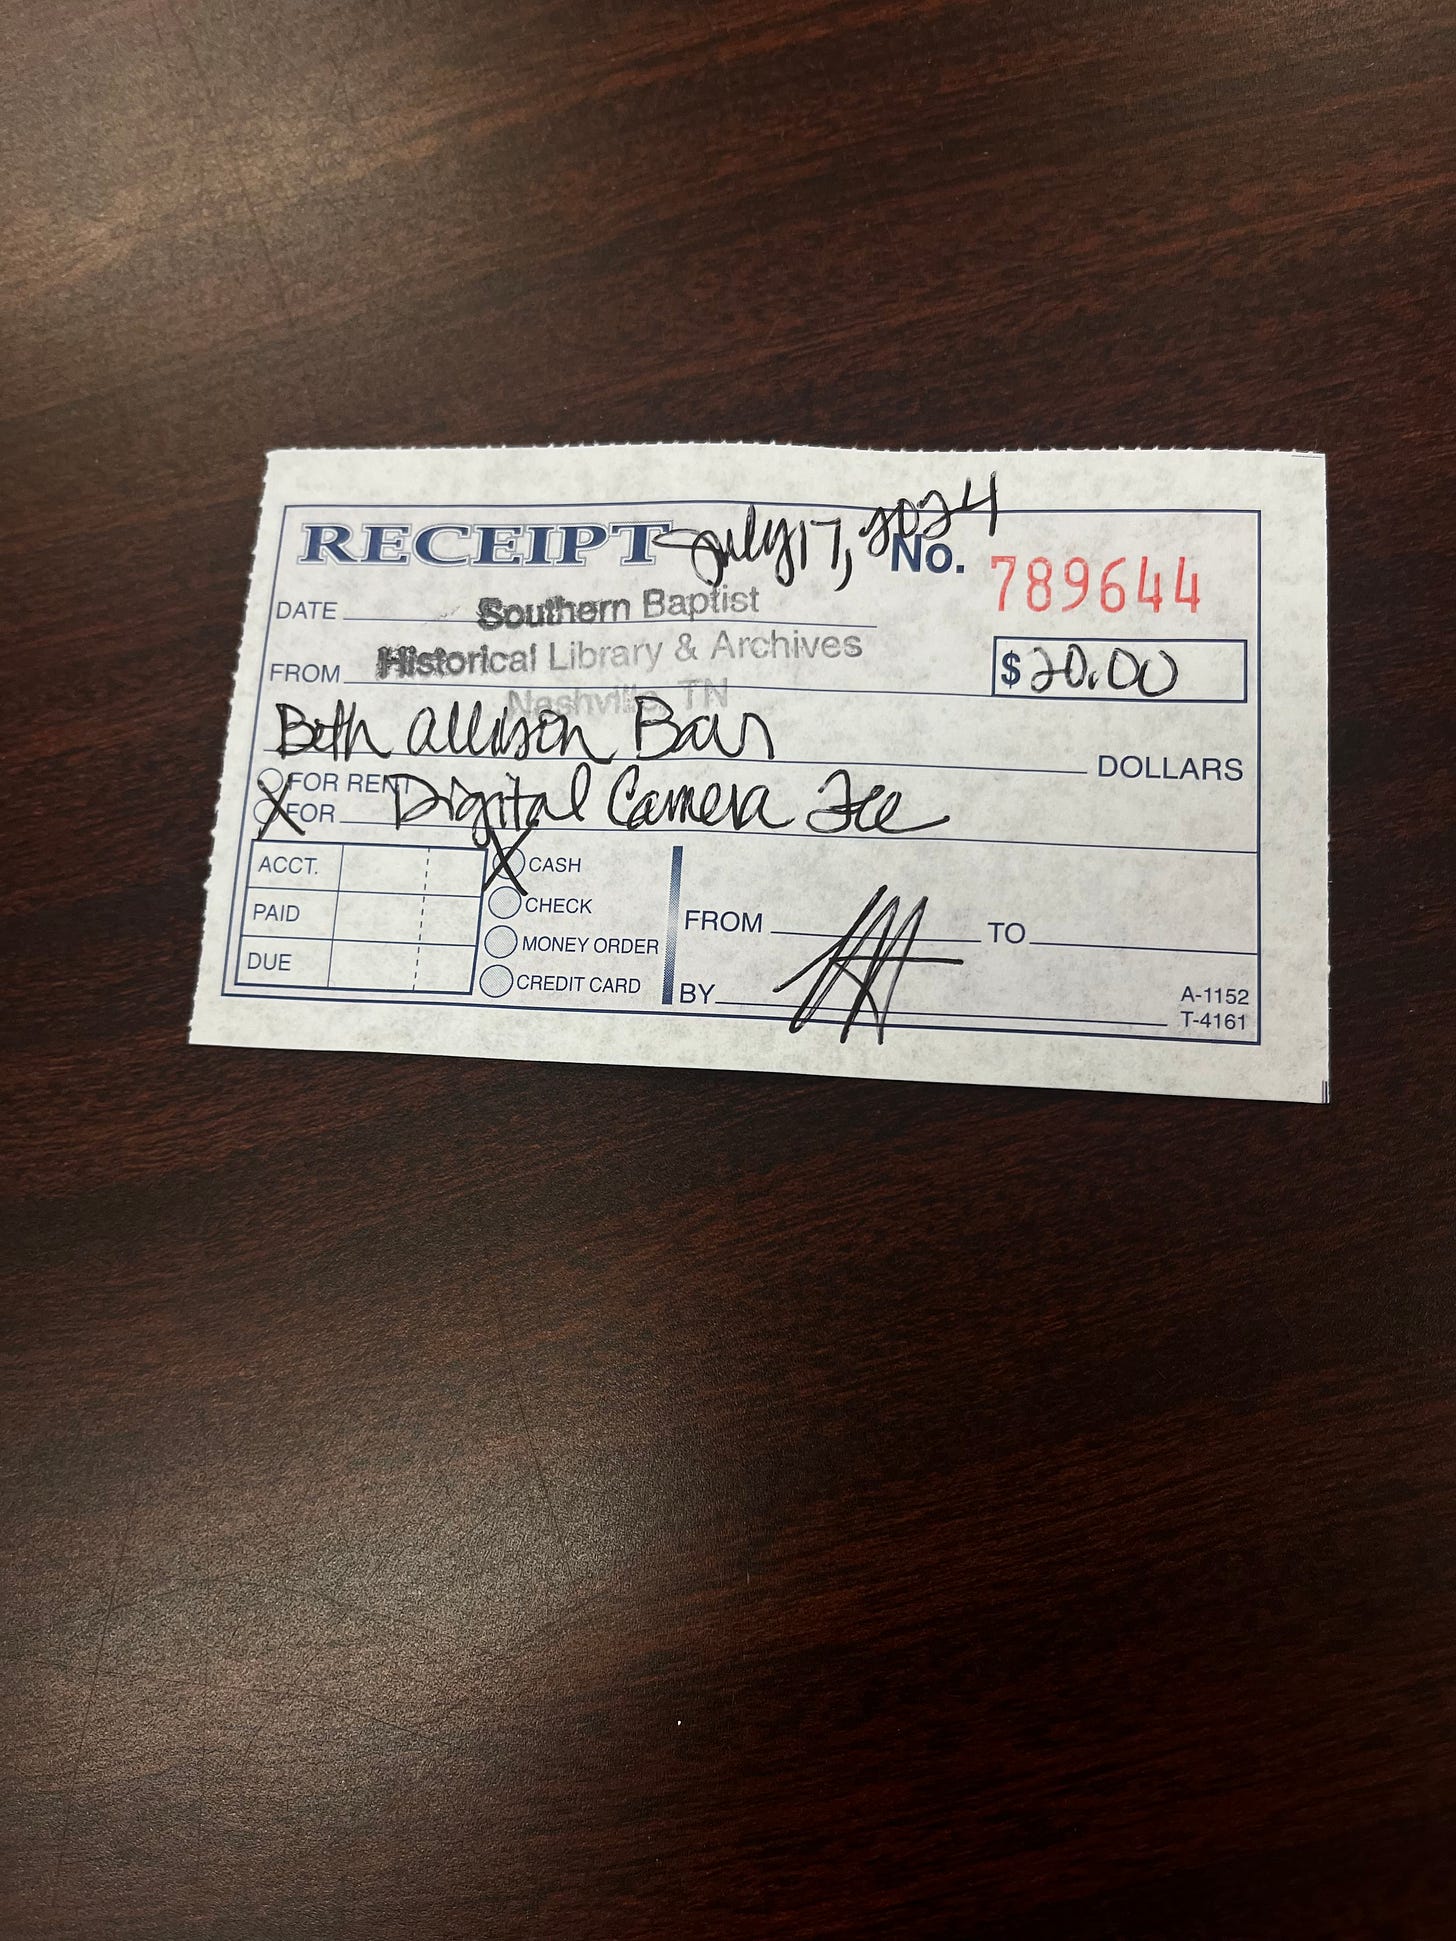 RECEIPT July 17, 2024 No. 789644
DATE Southern Baptist
FROM Historical Library & Archives $ 20.00
Nashville, TN
Beth Allison Barr DOLLARS
FOR RENT
X FOR Digital Camera Fee
ACCT. X CASH
PAID CHECK
MONEY ORDER
DUE CREDIT CARD
FROM TO
BY
A-1152
T-4161